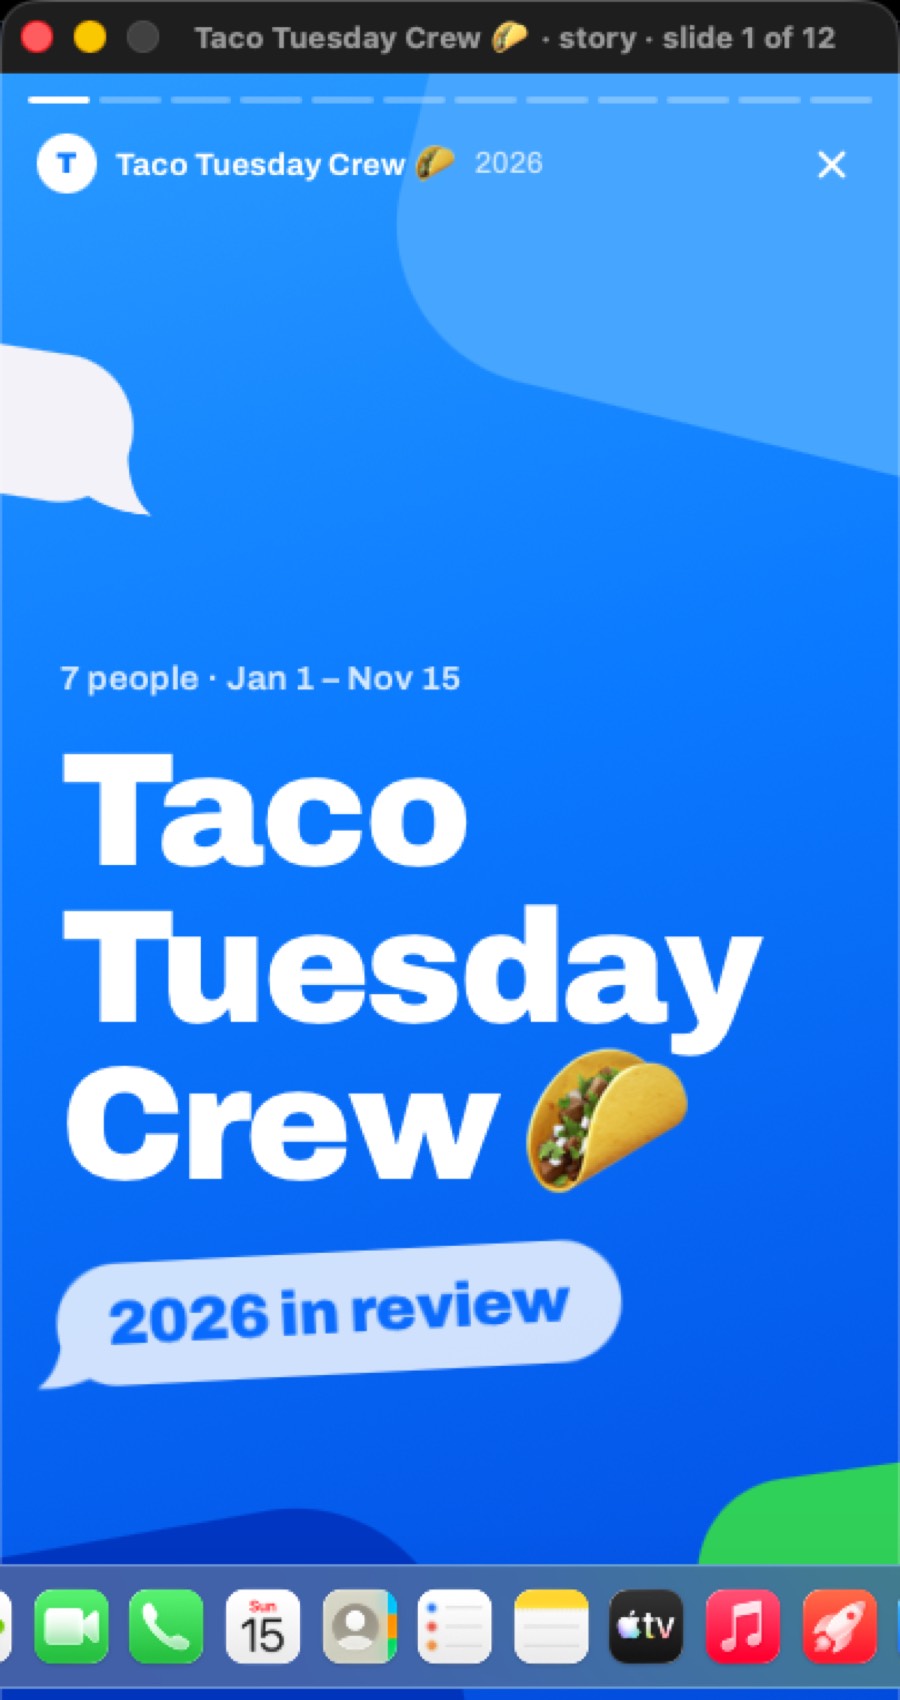 Taco Tuesday Crew 🌮 · story · slide 1 of 12
T Taco Tuesday Crew 🌮 2026
7 people · Jan 1 – Nov 15
Taco
Tuesday
Crew 🌮
2026 in review
Sun
15
tv